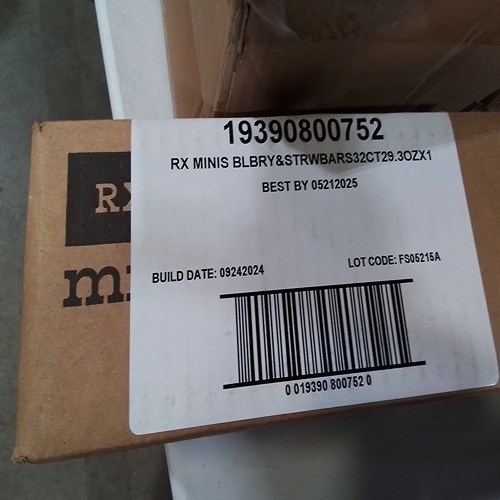 19390800752
RX MINIS BLBRY&STRWBARS32CT29.3OZX1
BEST BY 05212025
BUILD DATE: 09242024
LOT CODE: FS05215A
0 019390 800752 0
RX